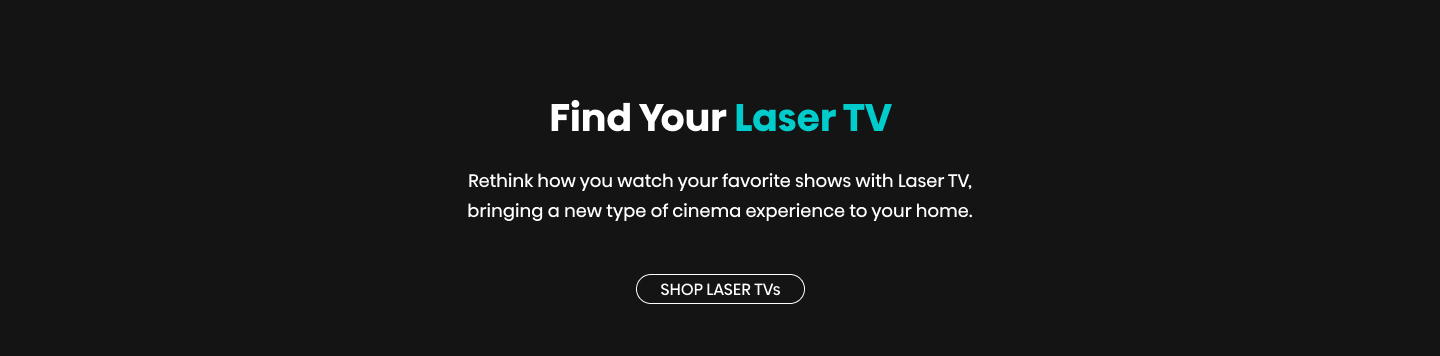 Find Your Laser TV
Rethink how you watch your favorite shows with Laser TV,
bringing a new type of cinema experience to your home.
SHOP LASER TVs